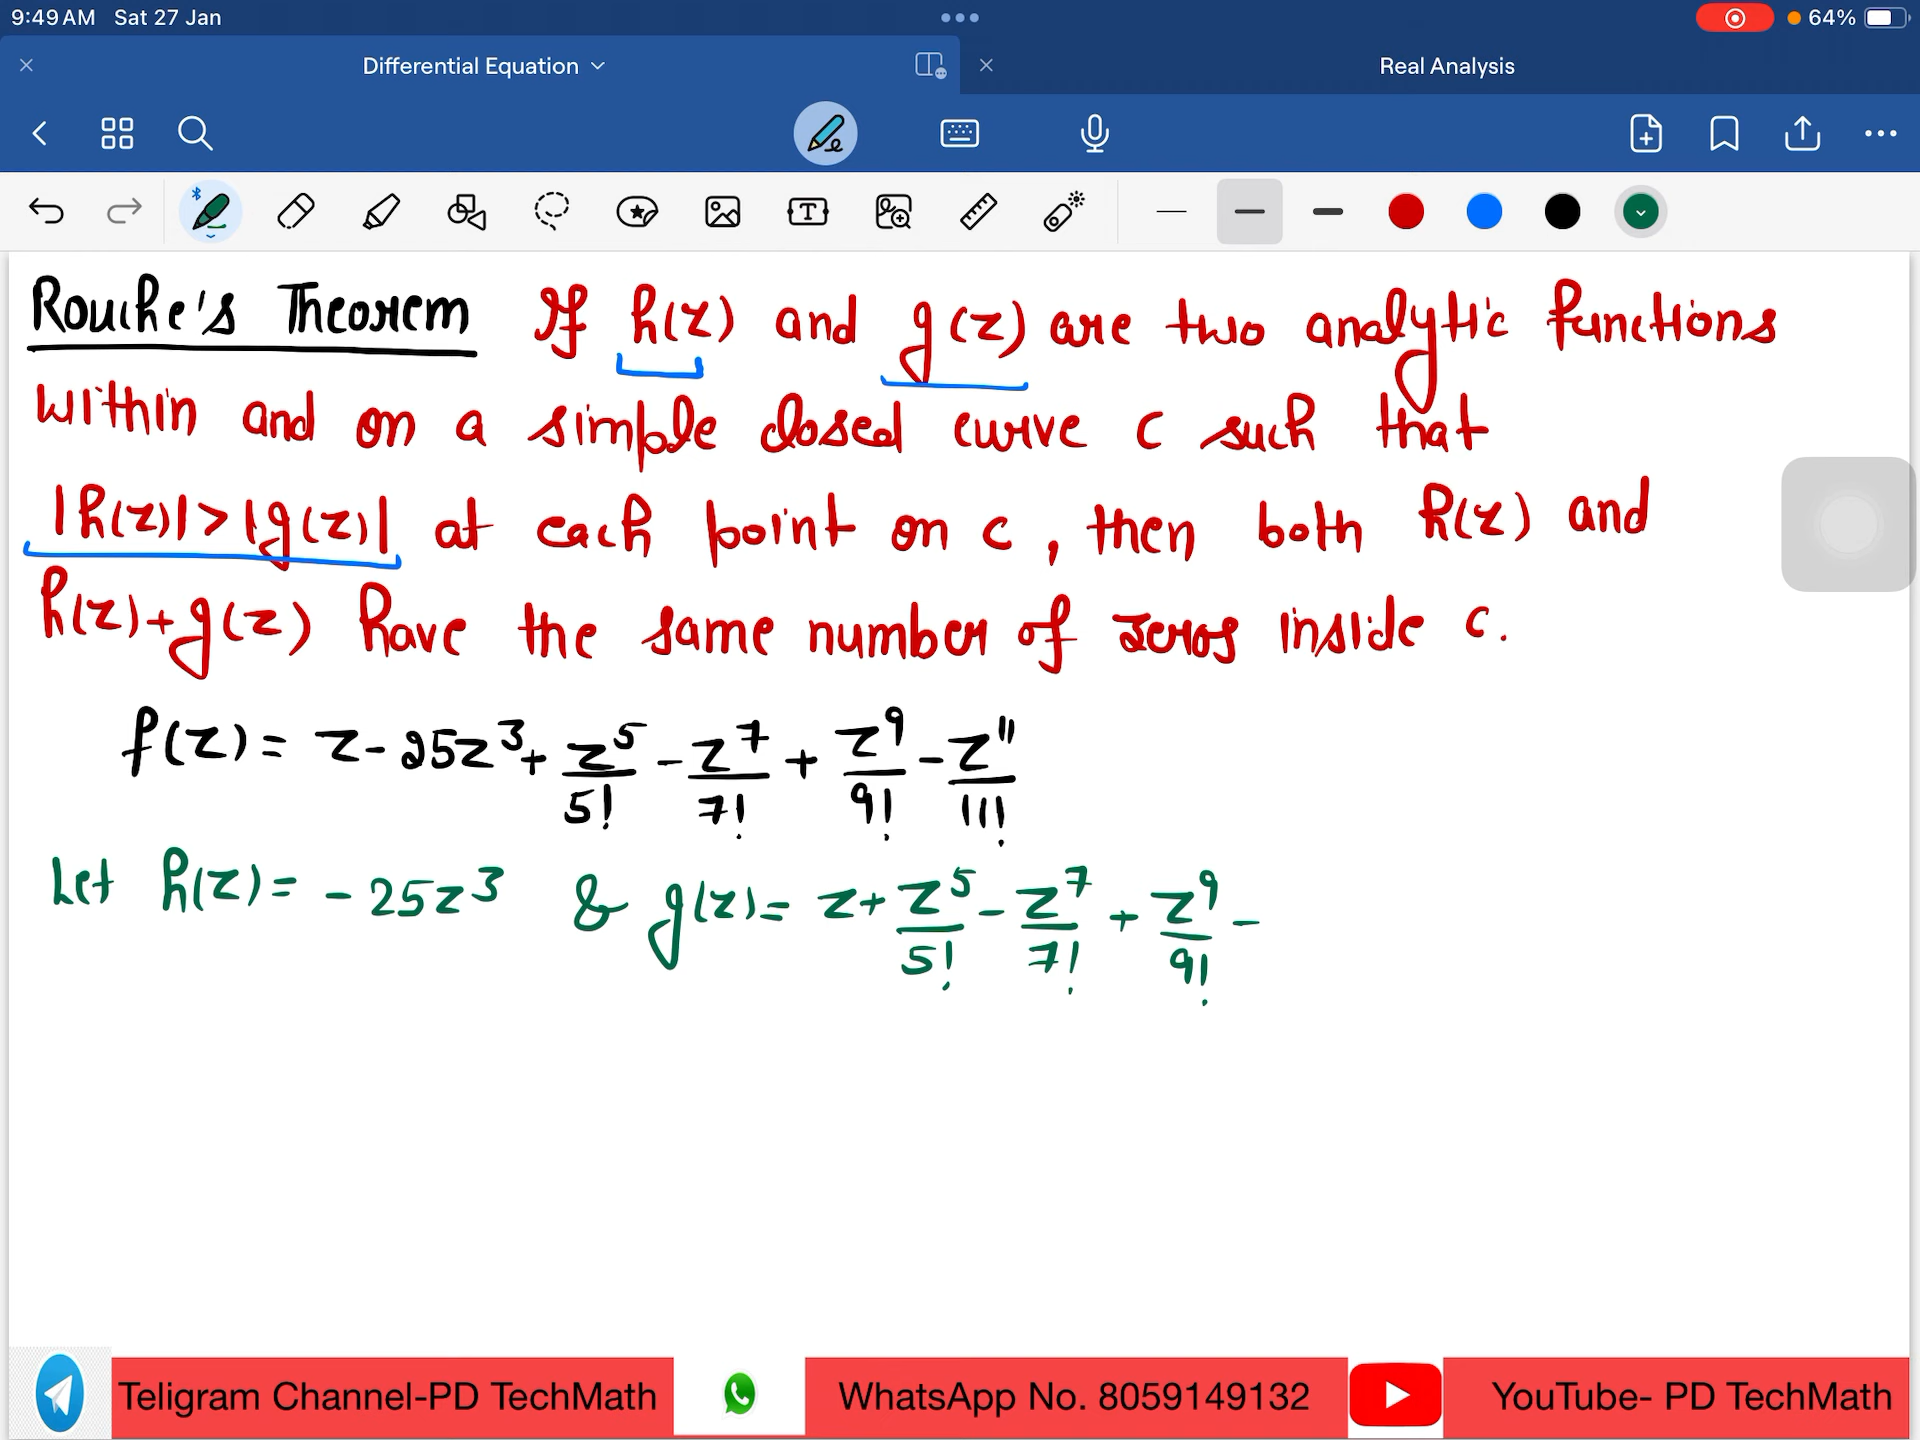 9:49 AM Sat 27 Jan
64%
Differential Equation
Real Analysis
Rouche's Theorem If h(z) and g(z) are two analytic functions
within and on a simple closed curve c such that
|h(z)| > |g(z)| at each point on c, then both h(z) and
h(z)+g(z) have the same number of zeros inside c.
f(z) = z - 25z³ + z⁵/5! - z⁷/7! + z⁹/9! - z¹¹/11!
Let h(z) = - 25z³ & g(z) = z + z⁵/5! - z⁷/7! + z⁹/9! -
Teligram Channel-PD TechMath
WhatsApp No. 8059149132
YouTube- PD TechMath